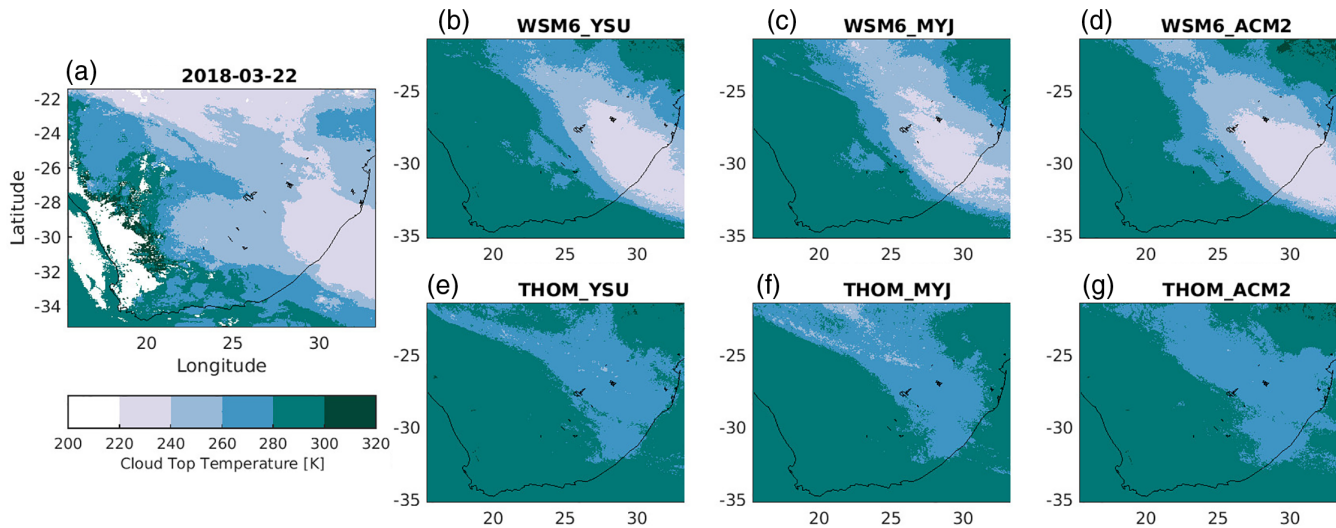 (a)
2018-03-22
-22
-24
-26
-28
-30
-32
-34
Latitude
20 25 30
Longitude
200 220 240 260 280 300 320
Cloud Top Temperature [K]
(b)
WSM6_YSU
-25
-30
-35
20 25 30
(c)
WSM6_MYJ
-25
-30
-35
20 25 30
(d)
WSM6_ACM2
-25
-30
-35
20 25 30
(e)
THOM_YSU
-25
-30
-35
20 25 30
(f)
THOM_MYJ
-25
-30
-35
20 25 30
(g)
THOM_ACM2
-25
-30
-35
20 25 30